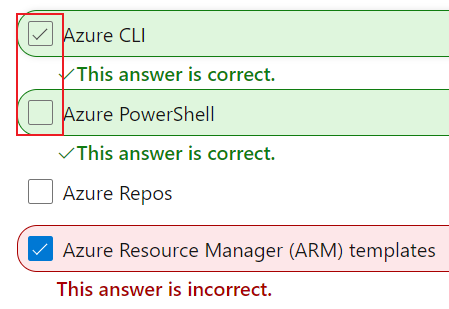 Azure CLI
✓This answer is correct.
Azure PowerShell
✓This answer is correct.
Azure Repos
Azure Resource Manager (ARM) templates
This answer is incorrect.